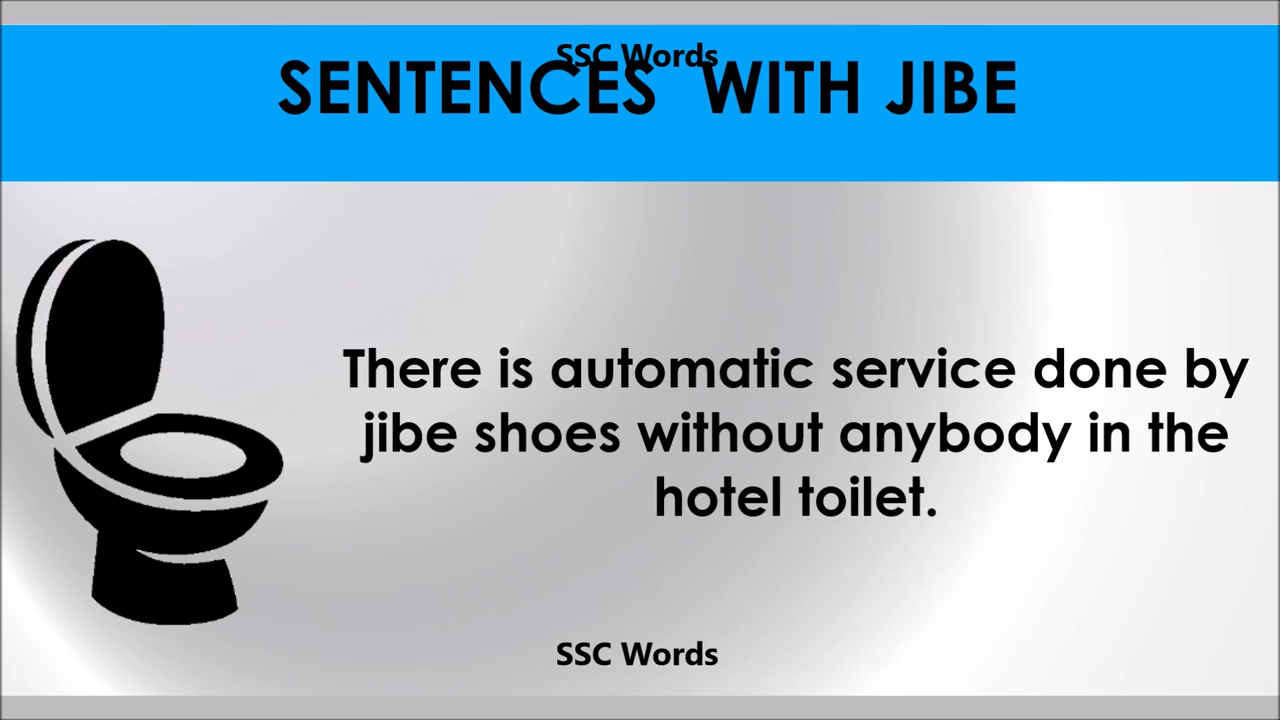 SSC Words
SENTENCES WITH JIBE
There is automatic service done by
jibe shoes without anybody in the
hotel toilet.
SSC Words